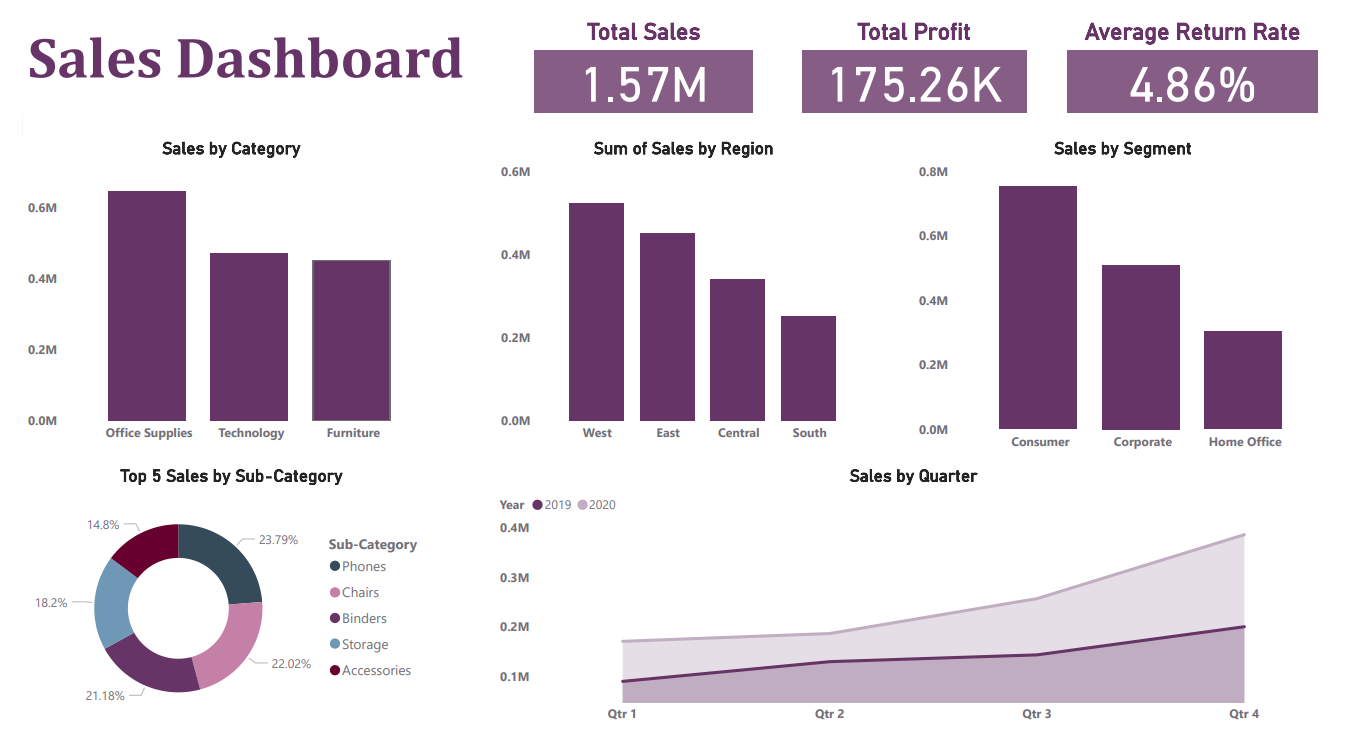 Sales Dashboard
Total Sales
1.57M
Total Profit
175.26K
Average Return Rate
4.86%
Sales by Category
0.6M
0.4M
0.2M
0.0M
Office Supplies Technology Furniture
Sum of Sales by Region
0.6M
0.4M
0.2M
0.0M
West East Central South
Sales by Segment
0.8M
0.6M
0.4M
0.2M
0.0M
Consumer Corporate Home Office
Top 5 Sales by Sub-Category
14.8%
23.79%
18.2%
22.02%
21.18%
Sub-Category
Phones
Chairs
Binders
Storage
Accessories
Sales by Quarter
Year 2019 2020
0.4M
0.3M
0.2M
0.1M
Qtr 1 Qtr 2 Qtr 3 Qtr 4